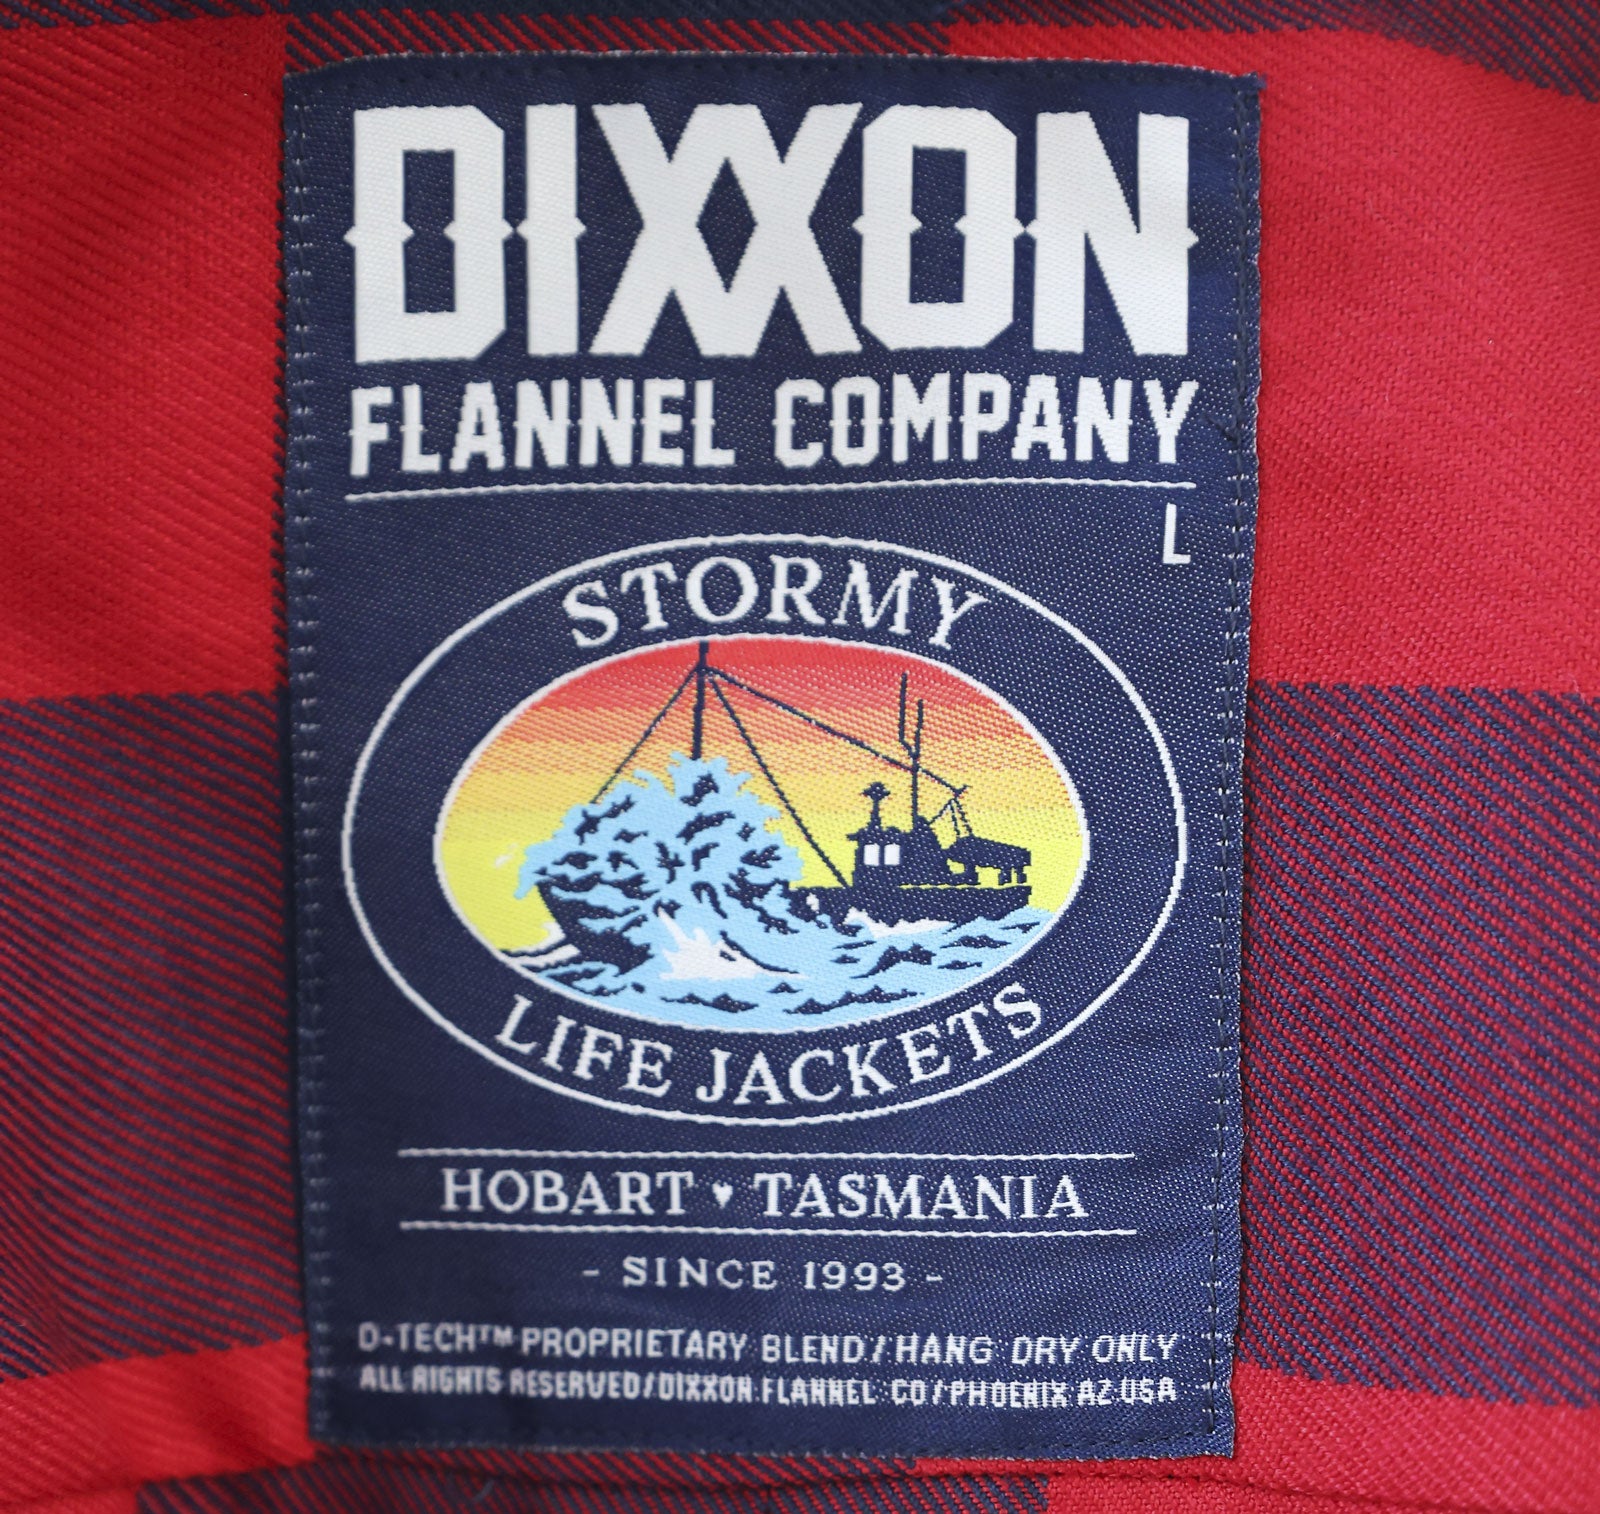 DIXXON
FLANNEL COMPANY
L
STORMY
LIFE JACKETS
HOBART ♥ TASMANIA
- SINCE 1993 -
D-TECH™ PROPRIETARY BLEND/HANG DRY ONLY
ALL RIGHTS RESERVED/DIXXON FLANNEL CO/PHOENIX AZ USA